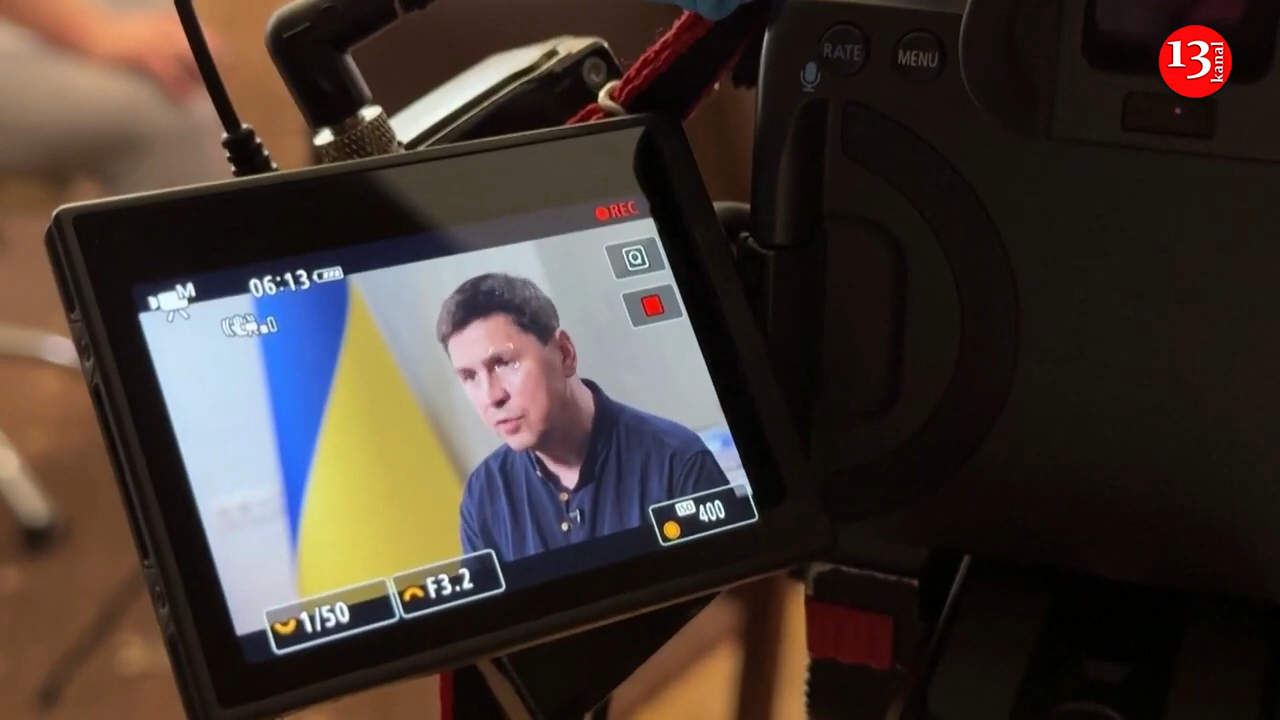 RATE
MENU
13
kanal
REC
Q
M
06:13
1/50
F3.2
ISO
400